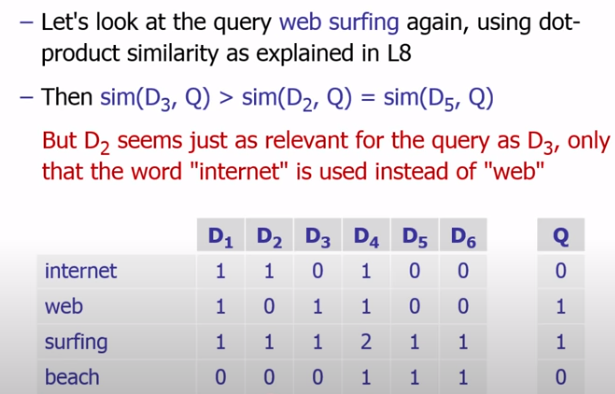 – Let's look at the query web surfing again, using dot-
product similarity as explained in L8
– Then sim(D₃, Q) > sim(D₂, Q) = sim(D₅, Q)
But D₂ seems just as relevant for the query as D₃, only
that the word "internet" is used instead of "web"
D₁ D₂ D₃ D₄ D₅ D₆ Q
internet 1 1 0 1 0 0 0
web 1 0 1 1 0 0 1
surfing 1 1 1 2 1 1 1
beach 0 0 0 1 1 1 0